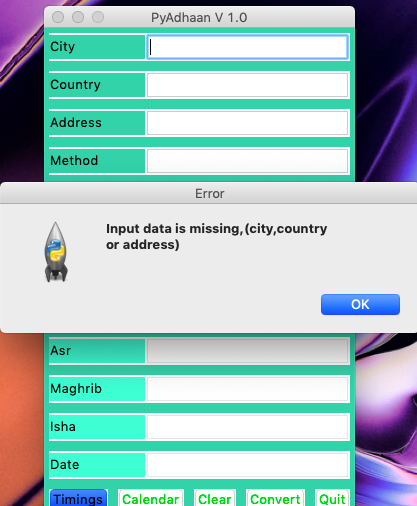 PyAdhaan V 1.0
City
Country
Address
Method
Error
Input data is missing,(city,country
or address)
OK
Asr
Maghrib
Isha
Date
Timings Calendar Clear Convert Quit